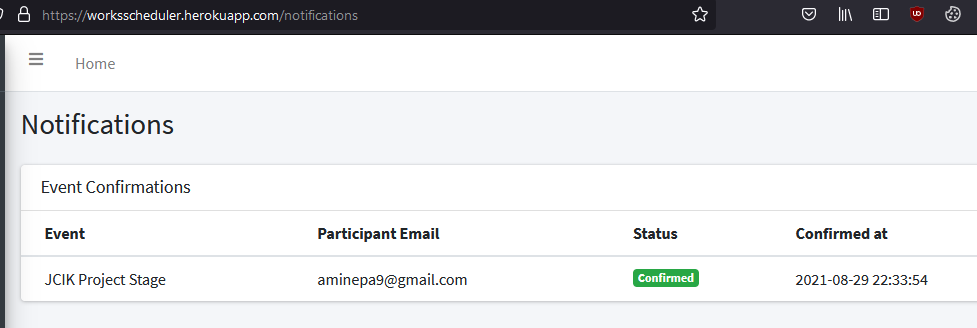 https://worksscheduler.herokuapp.com/notifications
UD
Home
Notifications
Event Confirmations
Event Participant Email Status Confirmed at
JCIK Project Stage aminepa9@gmail.com Confirmed 2021-08-29 22:33:54